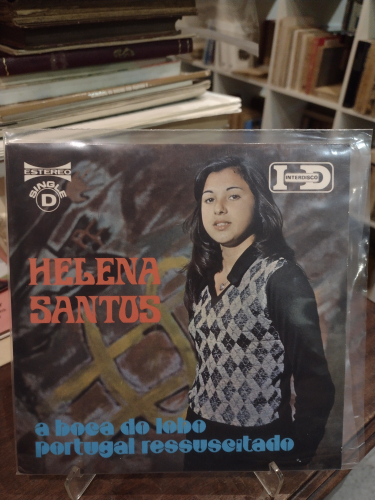 ESTEREO
SINGLE
D
INTERDISCO
HELENA
SANTOS
a boca do lobo
portugal ressuscitado